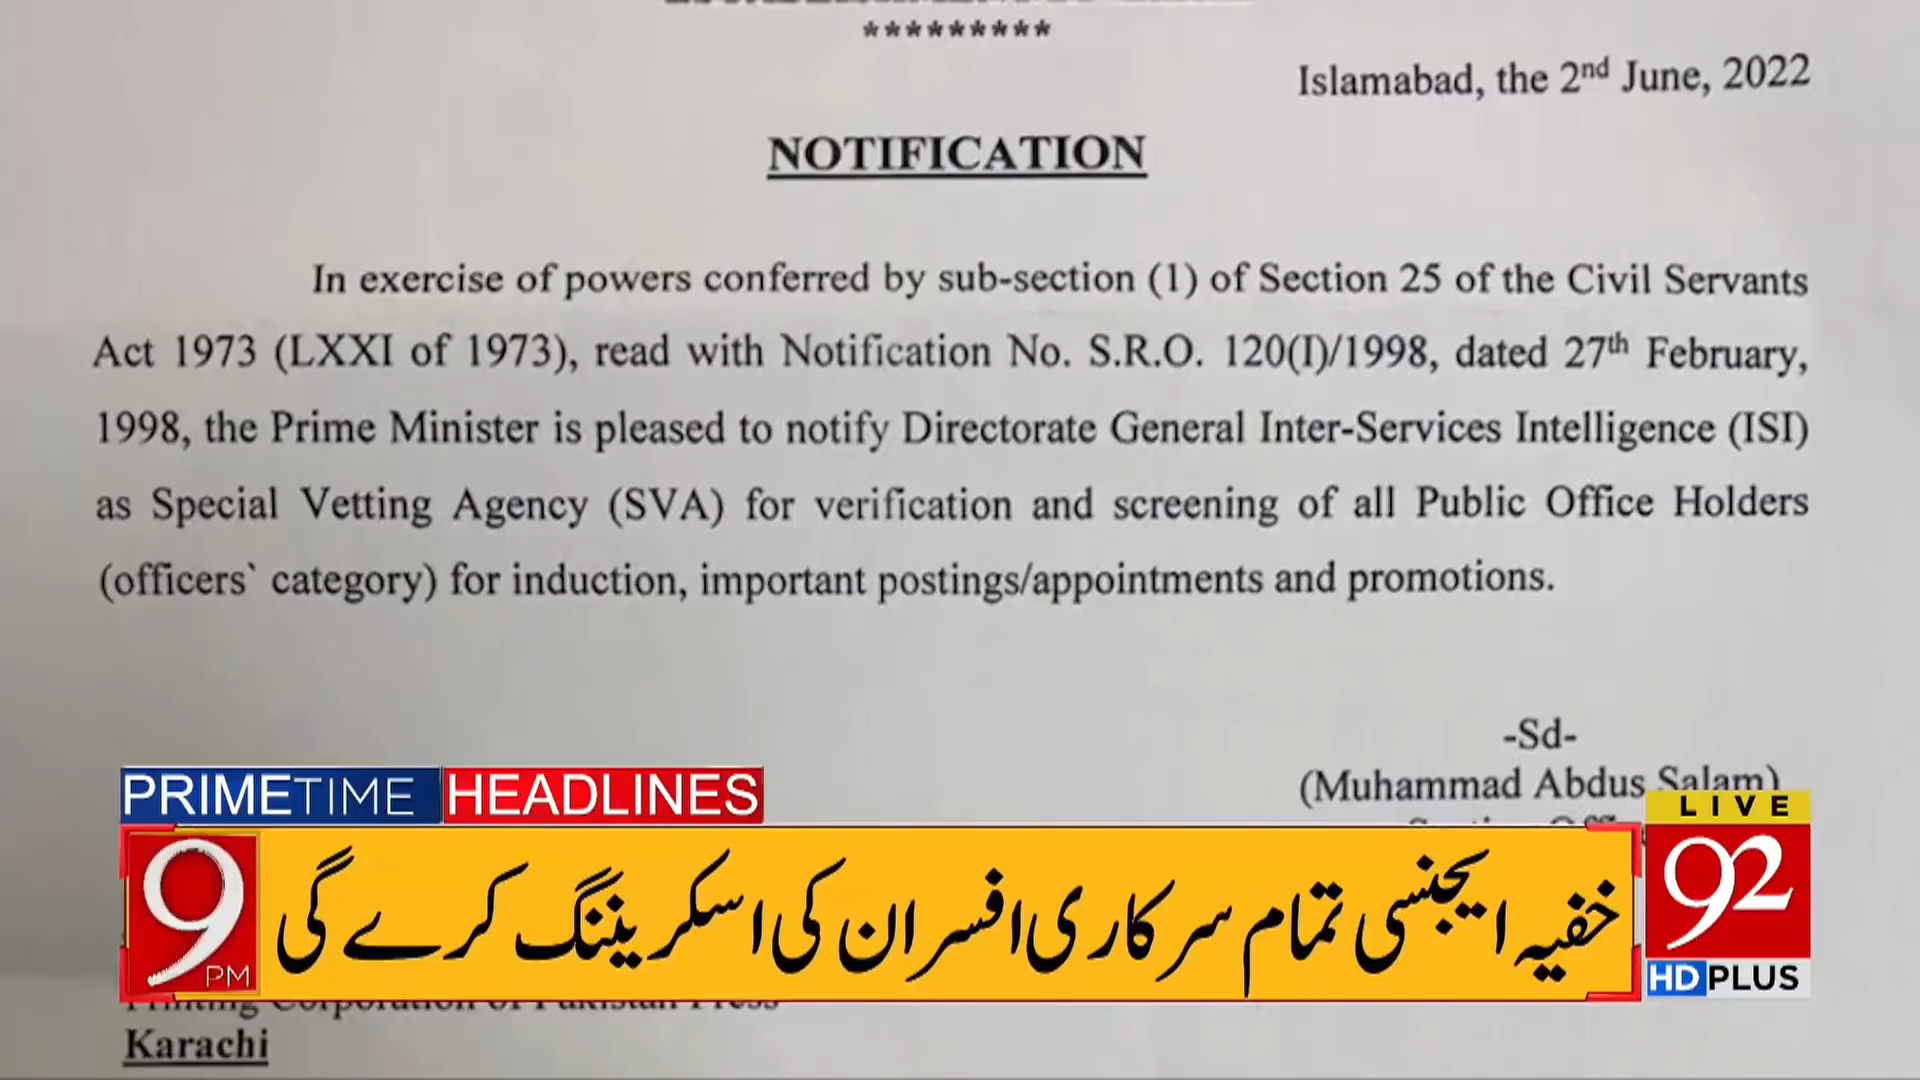 *********
Islamabad, the 2nd June, 2022
NOTIFICATION
In exercise of powers conferred by sub-section (1) of Section 25 of the Civil Servants
Act 1973 (LXXI of 1973), read with Notification No. S.R.O. 120(I)/1998, dated 27th February,
1998, the Prime Minister is pleased to notify Directorate General Inter-Services Intelligence (ISI)
as Special Vetting Agency (SVA) for verification and screening of all Public Office Holders
(officers` category) for induction, important postings/appointments and promotions.
-Sd-
(Muhammad Abdus Salam)
PRIMETIME HEADLINES
9 PM
خفیہ ایجنسی تمام سرکاری افسران کی اسکریننگ کرے گی
LIVE
92
HD PLUS
Printing Corporation of Pakistan Press
Karachi